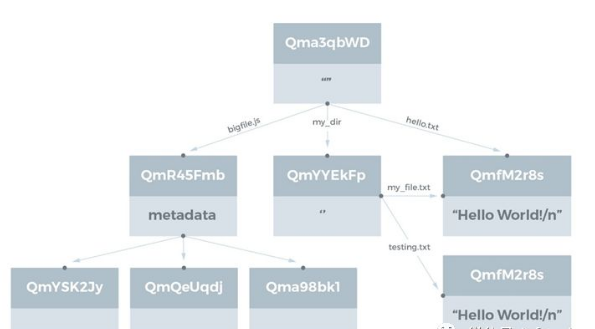 Qma3qbWD
“”
bigfile.js
my_dir
hello.txt
QmR45Fmb
metadata
QmYYEkFp
‘’
my_file.txt
QmfM2r8s
“Hello World!/n”
testing.txt
QmYSK2Jy
QmQeUqdj
Qma98bk1
QmfM2r8s
“Hello World!/n”